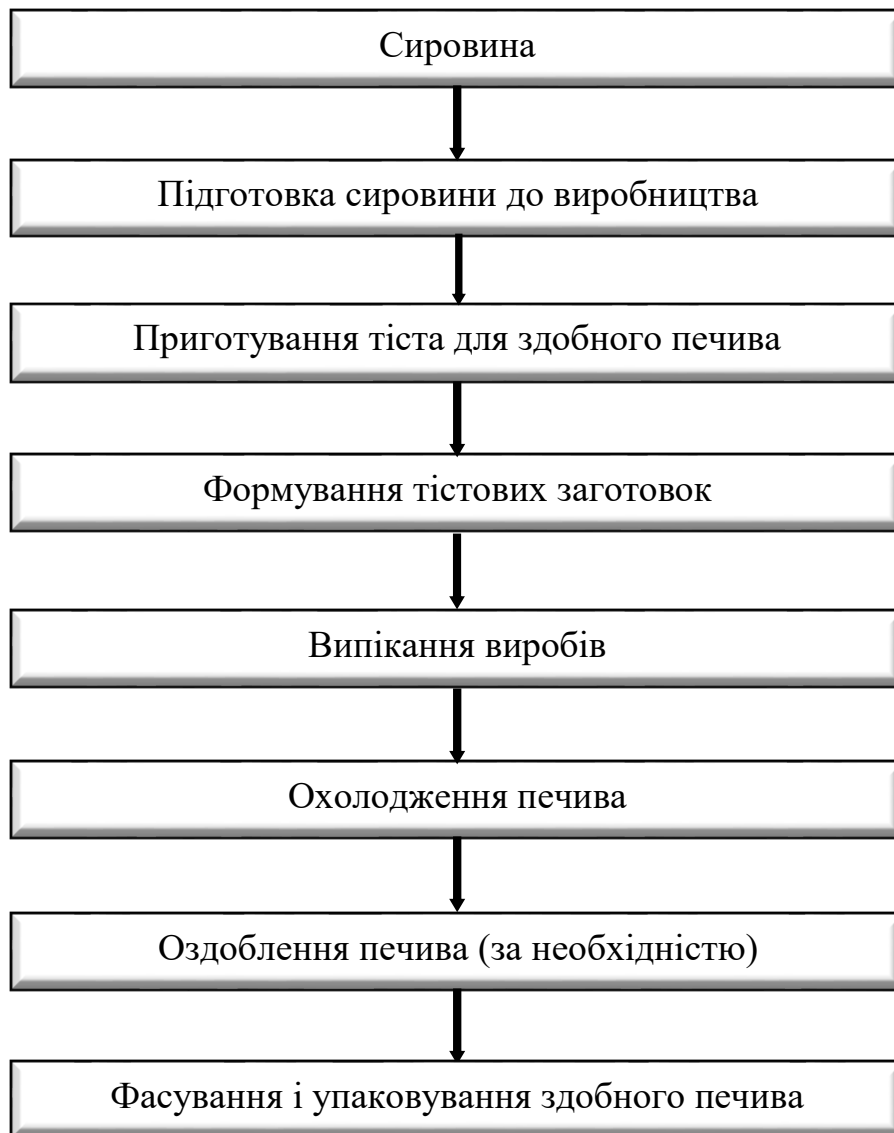 Сировина
Підготовка сировини до виробництва
Приготування тіста для здобного печива
Формування тістових заготовок
Випікання виробів
Охолодження печива
Оздоблення печива (за необхідністю)
Фасування і упаковування здобного печива